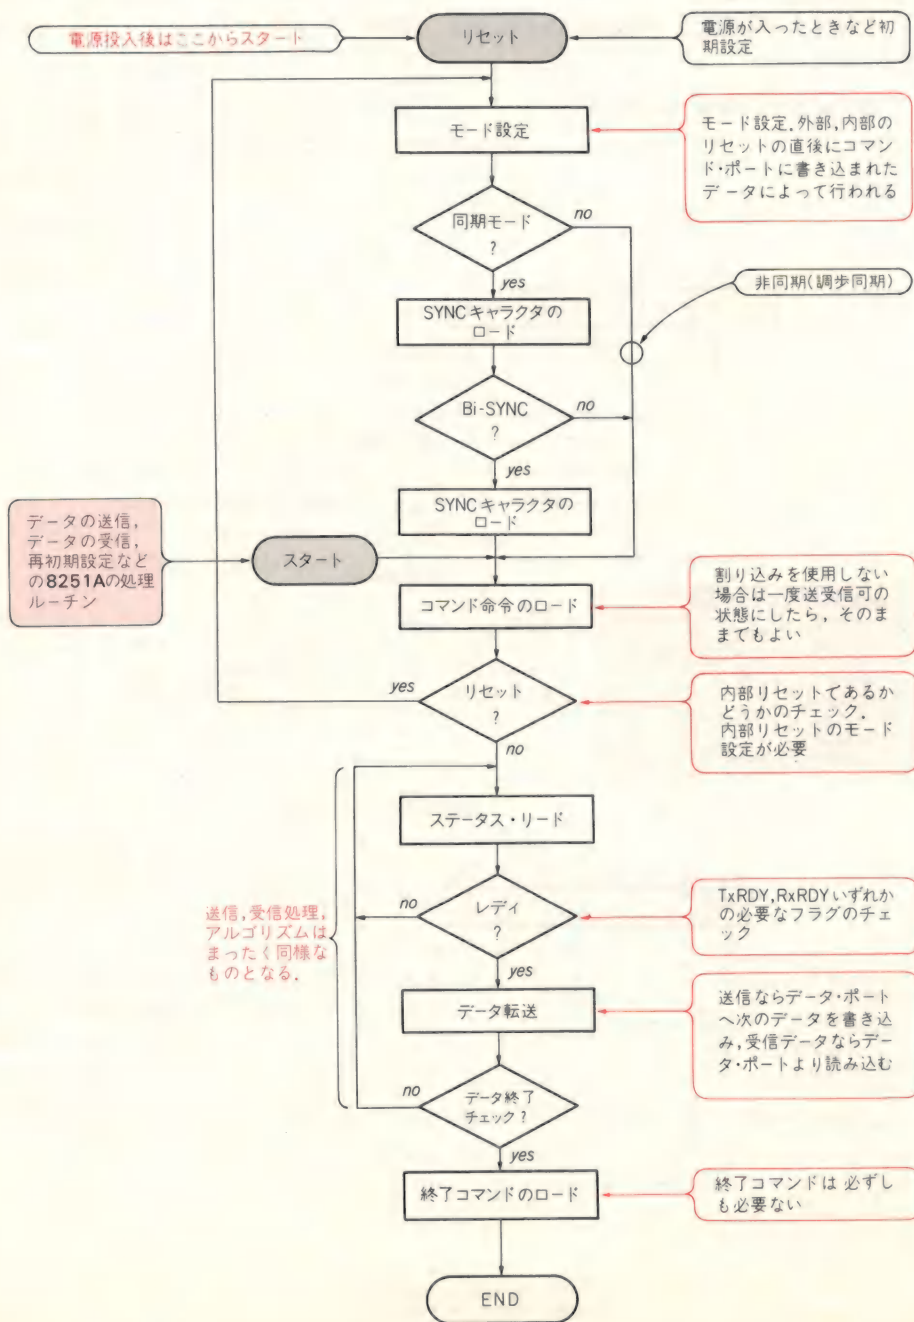 電源投入後はここからスタート
リセット
電源が入ったときなど初
期設定
モード設定
モード設定.外部,内部の
リセットの直後にコマン
ド・ポートに書き込まれた
データによって行われる
同期モード
?
no
yes
非同期(調歩同期)
SYNCキャラクタの
ロード
Bi-SYNC
?
no
yes
SYNCキャラクタの
ロード
データの送信,
データの受信,
再初期設定など
の8251Aの処理
ルーチン
スタート
コマンド命令のロード
割り込みを使用しない
場合は一度送受信可の
状態にしたら,そのま
までもよい
リセット
?
yes
no
内部リセットであるか
どうかのチェック.
内部リセットのモード
設定が必要
ステータス・リード
送信,受信処理,
アルゴリズムは
まったく同様な
ものとなる.
レディ
?
no
yes
TxRDY,RxRDYいずれか
の必要なフラグのチェ
ック
データ転送
送信ならデータ・ポート
へ次のデータを書き込
み,受信データならデー
タ・ポートより読み込む
データ終了
チェック?
no
yes
終了コマンドのロード
終了コマンドは必ずし
も必要ない
END